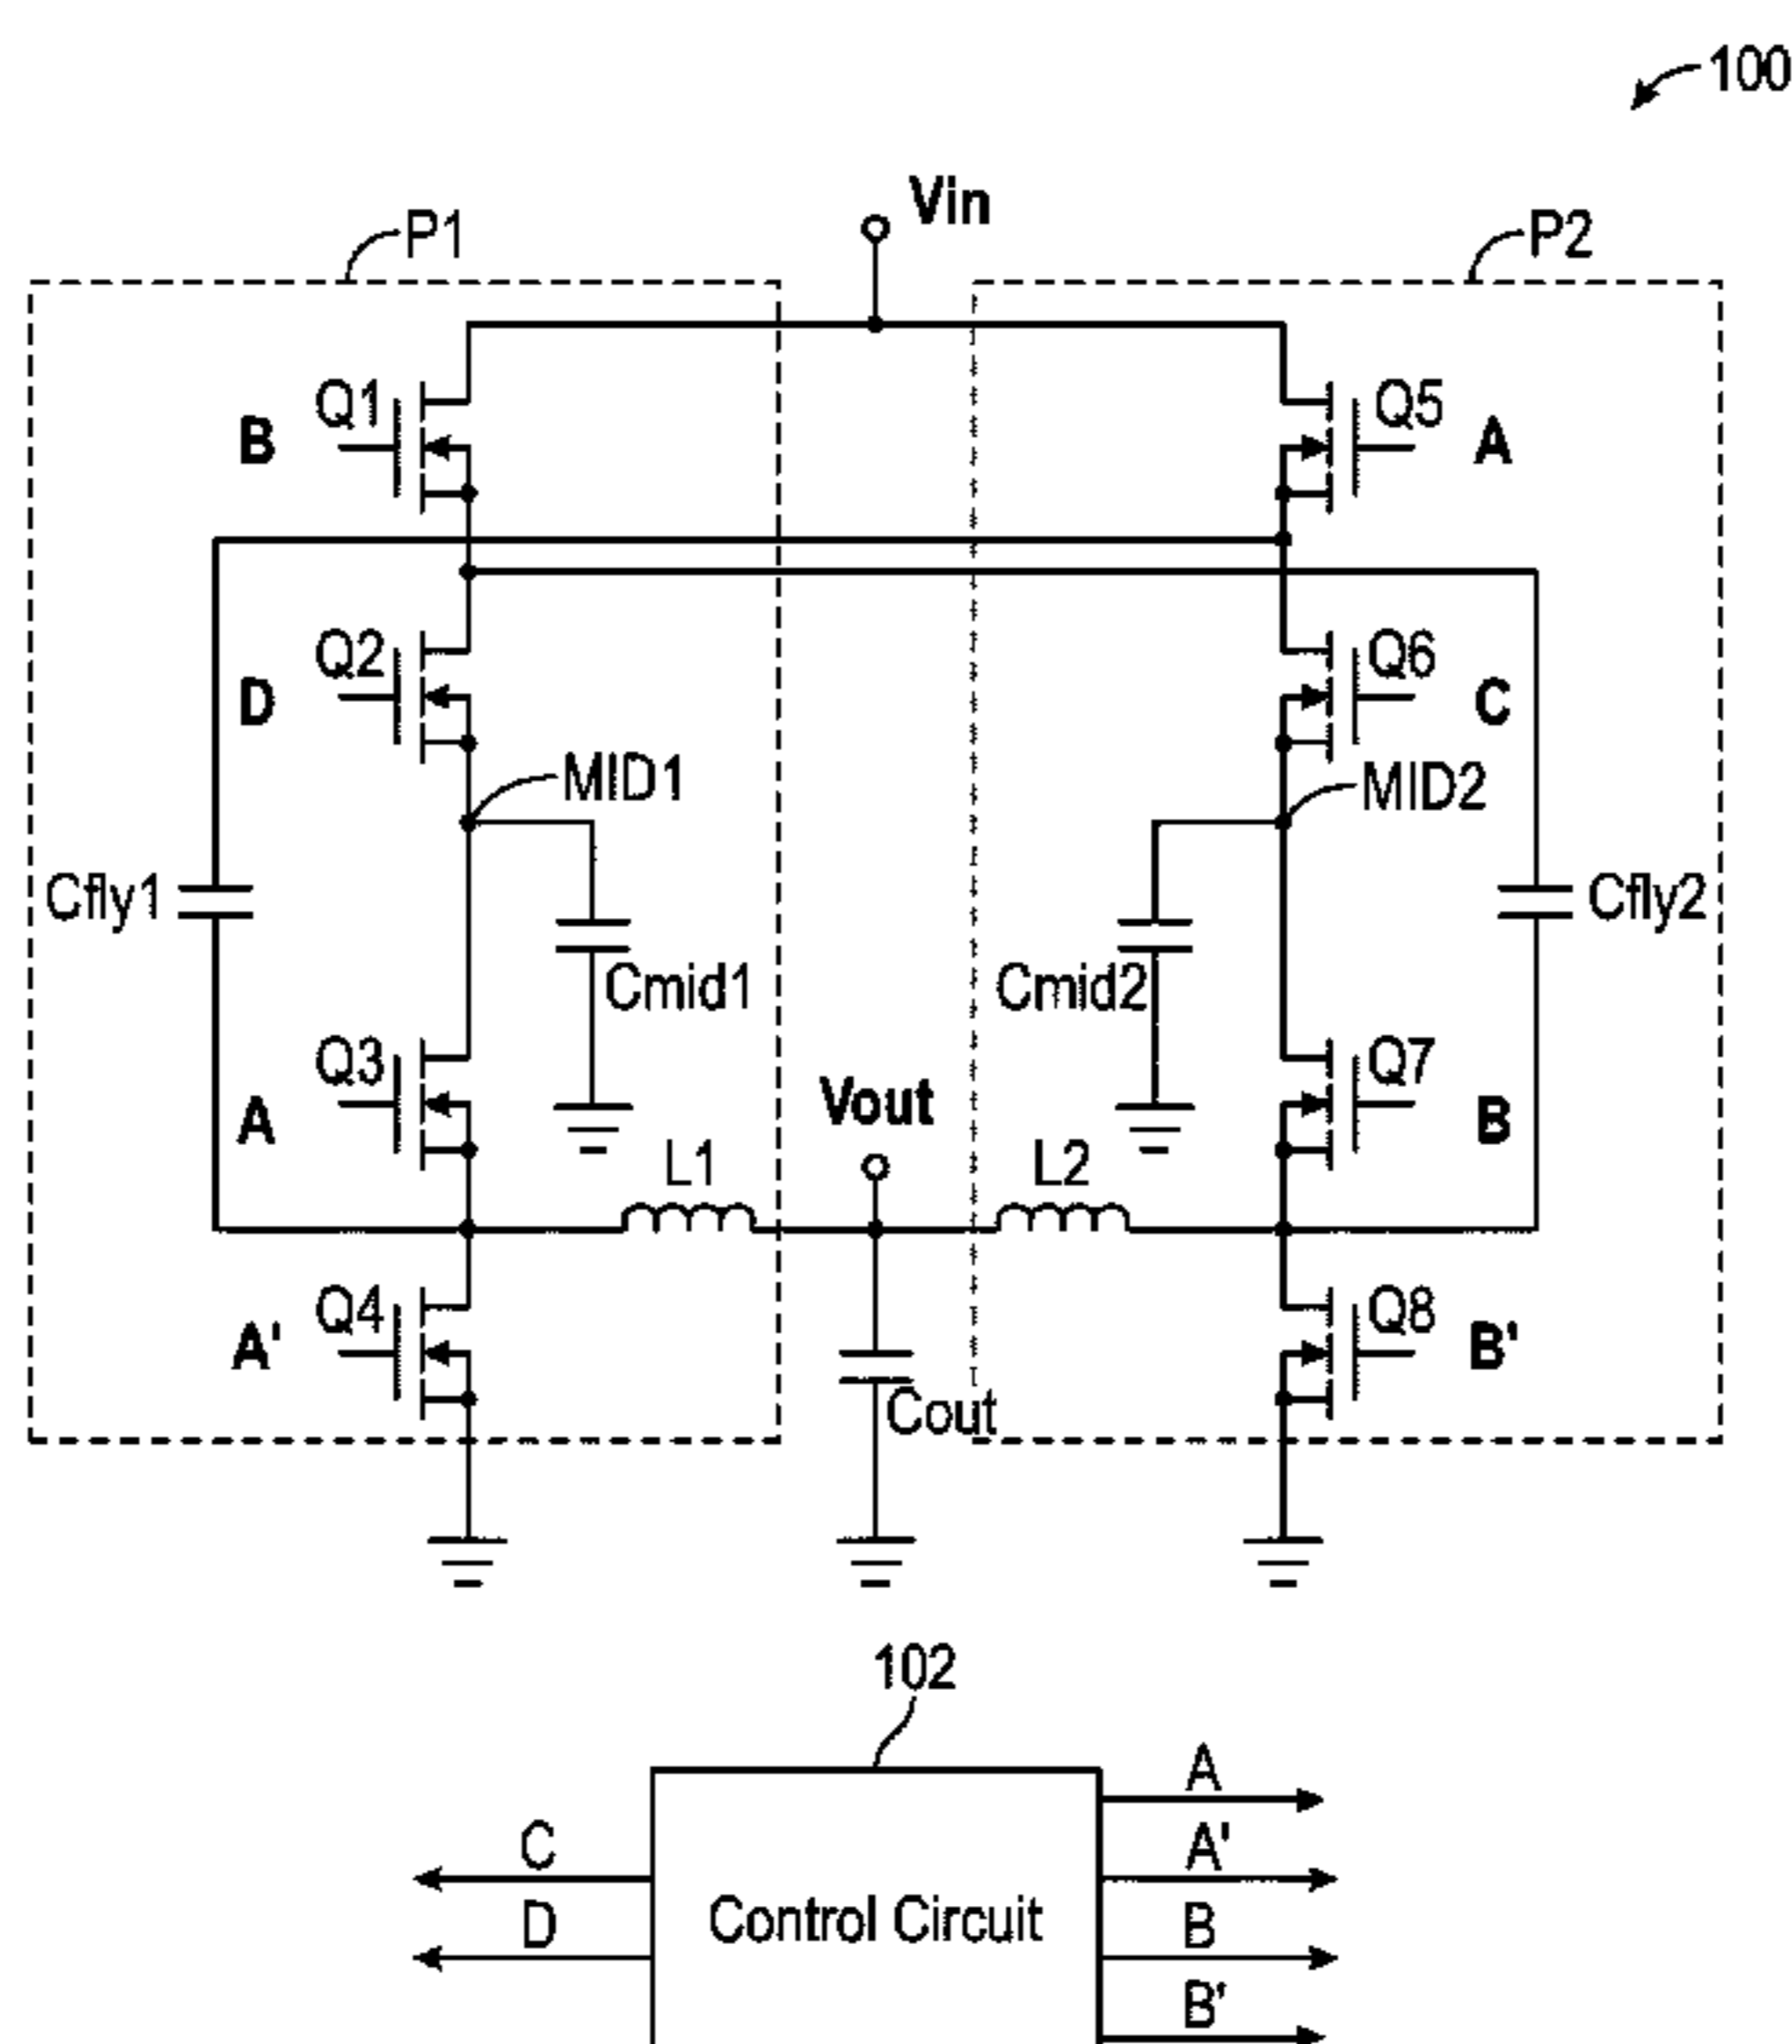 100
Vin
P1
P2
Q1
Q5
B
A
Q2
Q6
D
C
MID1
MID2
Cfly1
Cfly2
Cmid1
Cmid2
Q3
Q7
Vout
A
B
L1
L2
Q4
Q8
A'
B'
Cout
102
A
C
A'
D
Control Circuit
B
B'